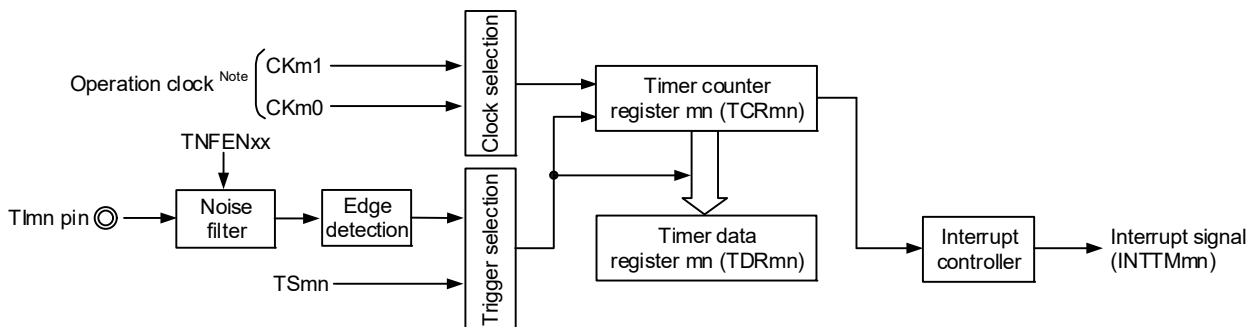 Operation clock Note
CKm1
CKm0
Clock selection
Timer counter
register mn (TCRmn)
TNFENxx
TImn pin
Noise
filter
Edge
detection
TSmn
Trigger selection
Timer data
register mn (TDRmn)
Interrupt
controller
Interrupt signal
(INTTMmn)